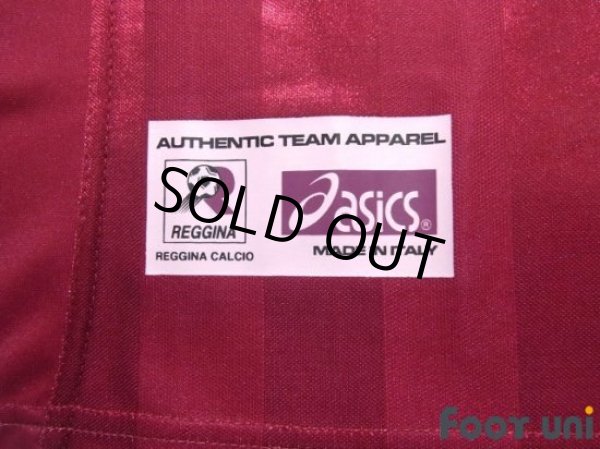 AUTHENTIC TEAM APPAREL
REGGINA
REGGINA CALCIO
asics®
MADE IN ITALY
SOLD OUT
Foot uni